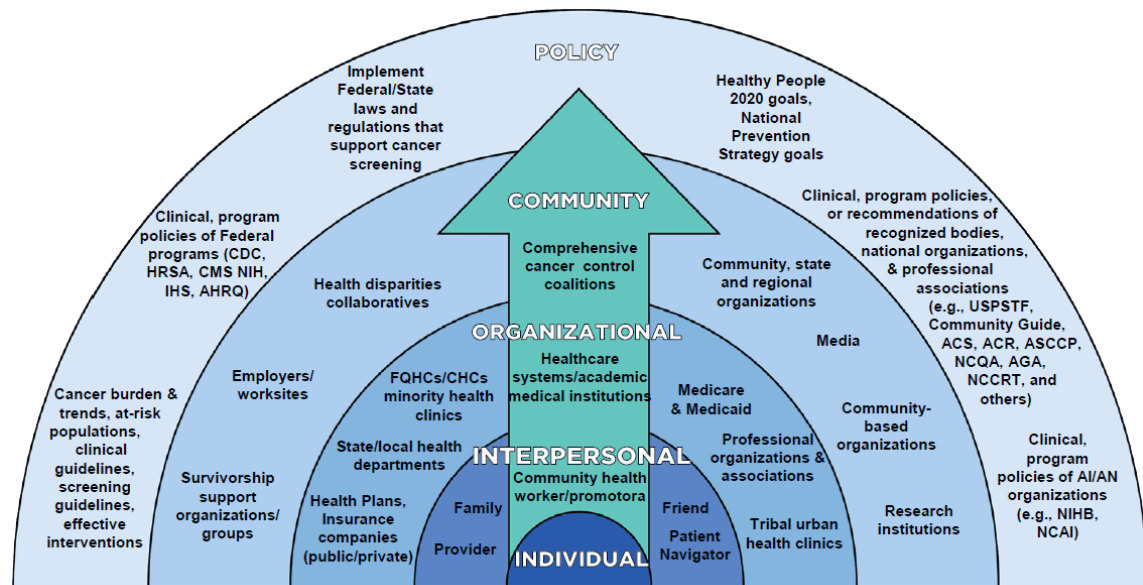 POLICY
Implement
Federal/State
laws and
regulations that
support cancer
screening
Healthy People
2020 goals,
National
Prevention
Strategy goals
Clinical, program
policies of Federal
programs (CDC,
HRSA, CMS NIH,
IHS, AHRQ)
Clinical, program policies,
or recommendations of
recognized bodies,
national organizations,
& professional
associations
(e.g., USPSTF,
Community Guide,
ACS, ACR, ASCCP,
NCQA, AGA,
NCCRT, and
others)
Cancer burden &
trends, at-risk
populations,
clinical
guidelines,
screening
guidelines,
effective
interventions
Clinical,
program
policies of AI/AN
organizations
(e.g., NIHB,
NCAI)
COMMUNITY
Comprehensive
cancer control
coalitions
Health disparities
collaboratives
Community, state
and regional
organizations
Employers/
worksites
Media
Survivorship
support
organizations/
groups
Community-
based
organizations
Research
institutions
ORGANIZATIONAL
Healthcare
systems/academic
medical institutions
FQHCs/CHCs
minority health
clinics
Medicare
& Medicaid
State/local health
departments
Professional
organizations &
associations
Health Plans,
Insurance
companies
(public/private)
Tribal urban
health clinics
INTERPERSONAL
Community health
worker/promotora
Family
Friend
Provider
Patient
Navigator
INDIVIDUAL